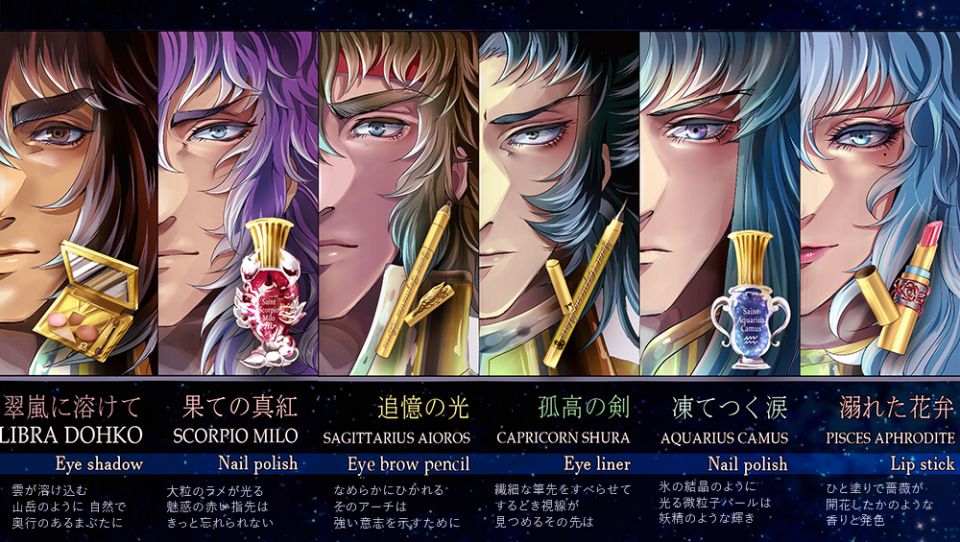 Saint
Scorpio
Milo
Saint
Aquarius
Camus
翠嵐に溶けて
LIBRA DOHKO
Eye shadow
雲が溶け込む
山岳のように 自然で
奥行のあるまぶたに
果ての真紅
SCORPIO MILO
Nail polish
大粒のラメが光る
魅惑の赤い指先は
きっと忘れられない
追憶の光
SAGITTARIUS AIOROS
Eye brow pencil
なめらかにひかれる
そのアーチは
強い意志を示すために
孤高の剣
CAPRICORN SHURA
Eye liner
繊細な筆先をすべらせて
するどき視線が
見つめるその先は
凍てつく涙
AQUARIUS CAMUS
Nail polish
氷の結晶のように
光る微粒子パールは
妖精のような輝き
溺れた花弁
PISCES APHRODITE
Lip stick
ひと塗りで薔薇が
開花したかのような
香りと発色